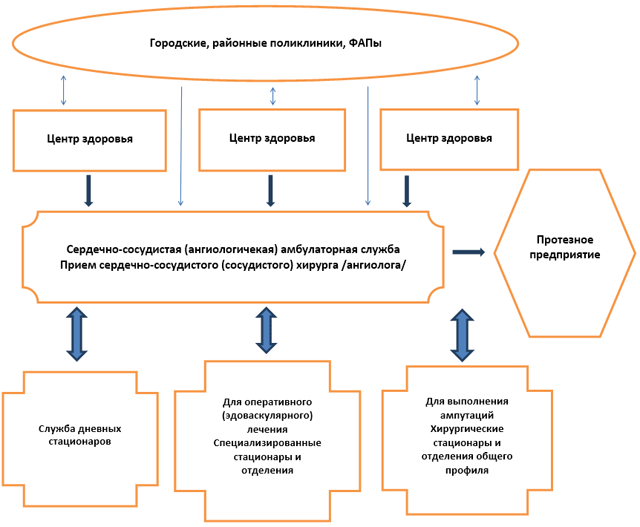 Городские, районные поликлиники, ФАПы
Центр здоровья
Центр здоровья
Центр здоровья
Сердечно-сосудистая (ангиологичекая) амбулаторная служба
Прием сердечно-сосудистого (сосудистого) хирурга /ангиолога/
Протезное
предприятие
Служба дневных
стационаров
Для оперативного
(эдоваскулярного)
лечения
Специализированные
стационары и
отделения
Для выполнения
ампутаций
Хирургические
стационары и
отделения общего
профиля